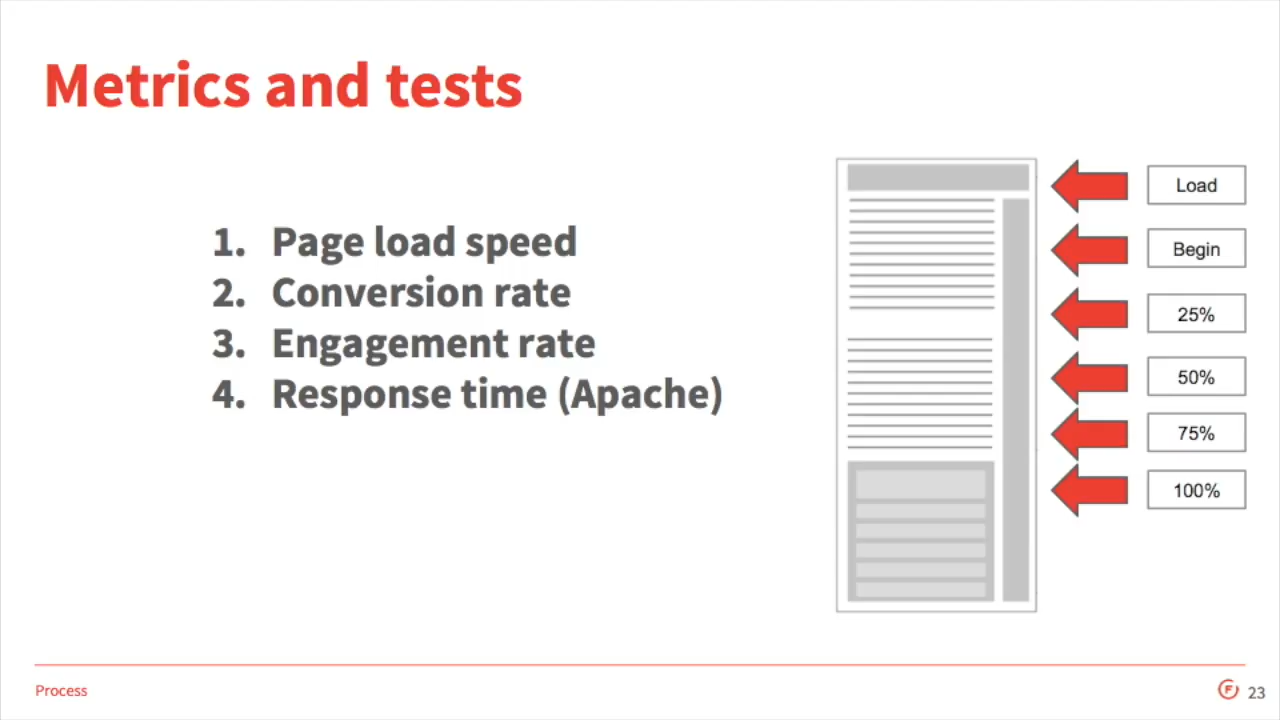 Metrics and tests
1. Page load speed
2. Conversion rate
3. Engagement rate
4. Response time (Apache)
Load
Begin
25%
50%
75%
100%
Process
F
23